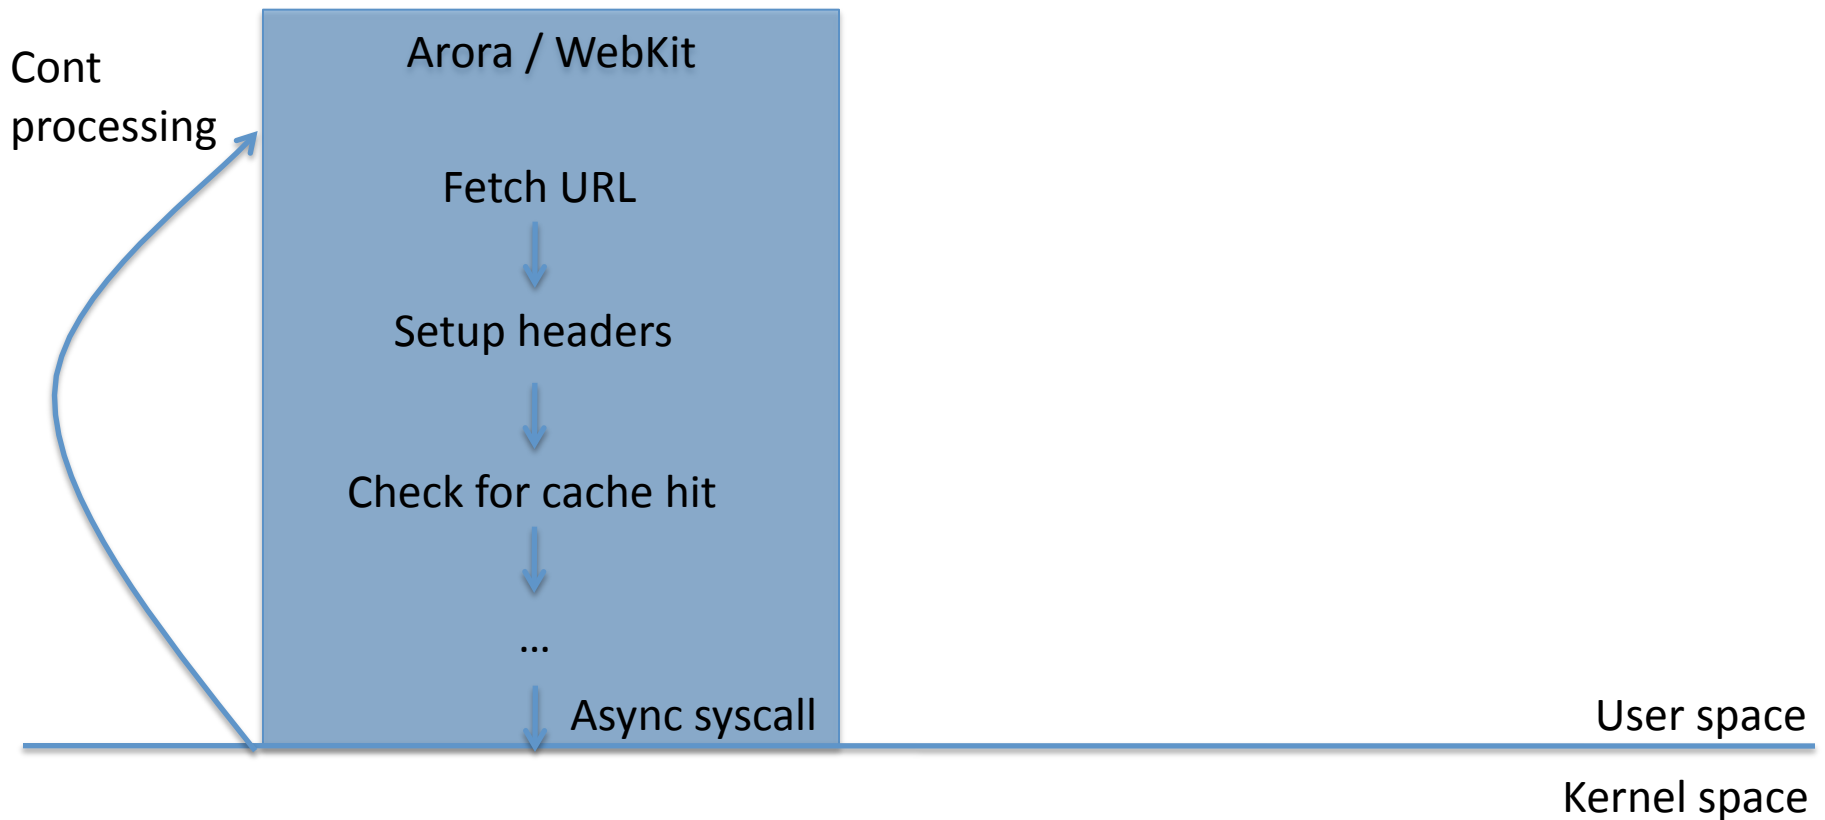 Cont
processing
Arora / WebKit
Fetch URL
Setup headers
Check for cache hit
...
Async syscall
User space
Kernel space